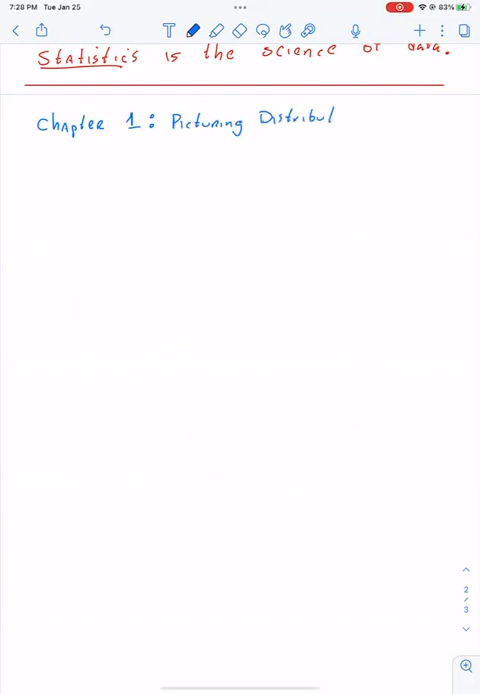 7:28 PM Tue Jan 25
83%
T
Statistics is the science of data.
Chapter 1: Picturing Distribut
2
/
3